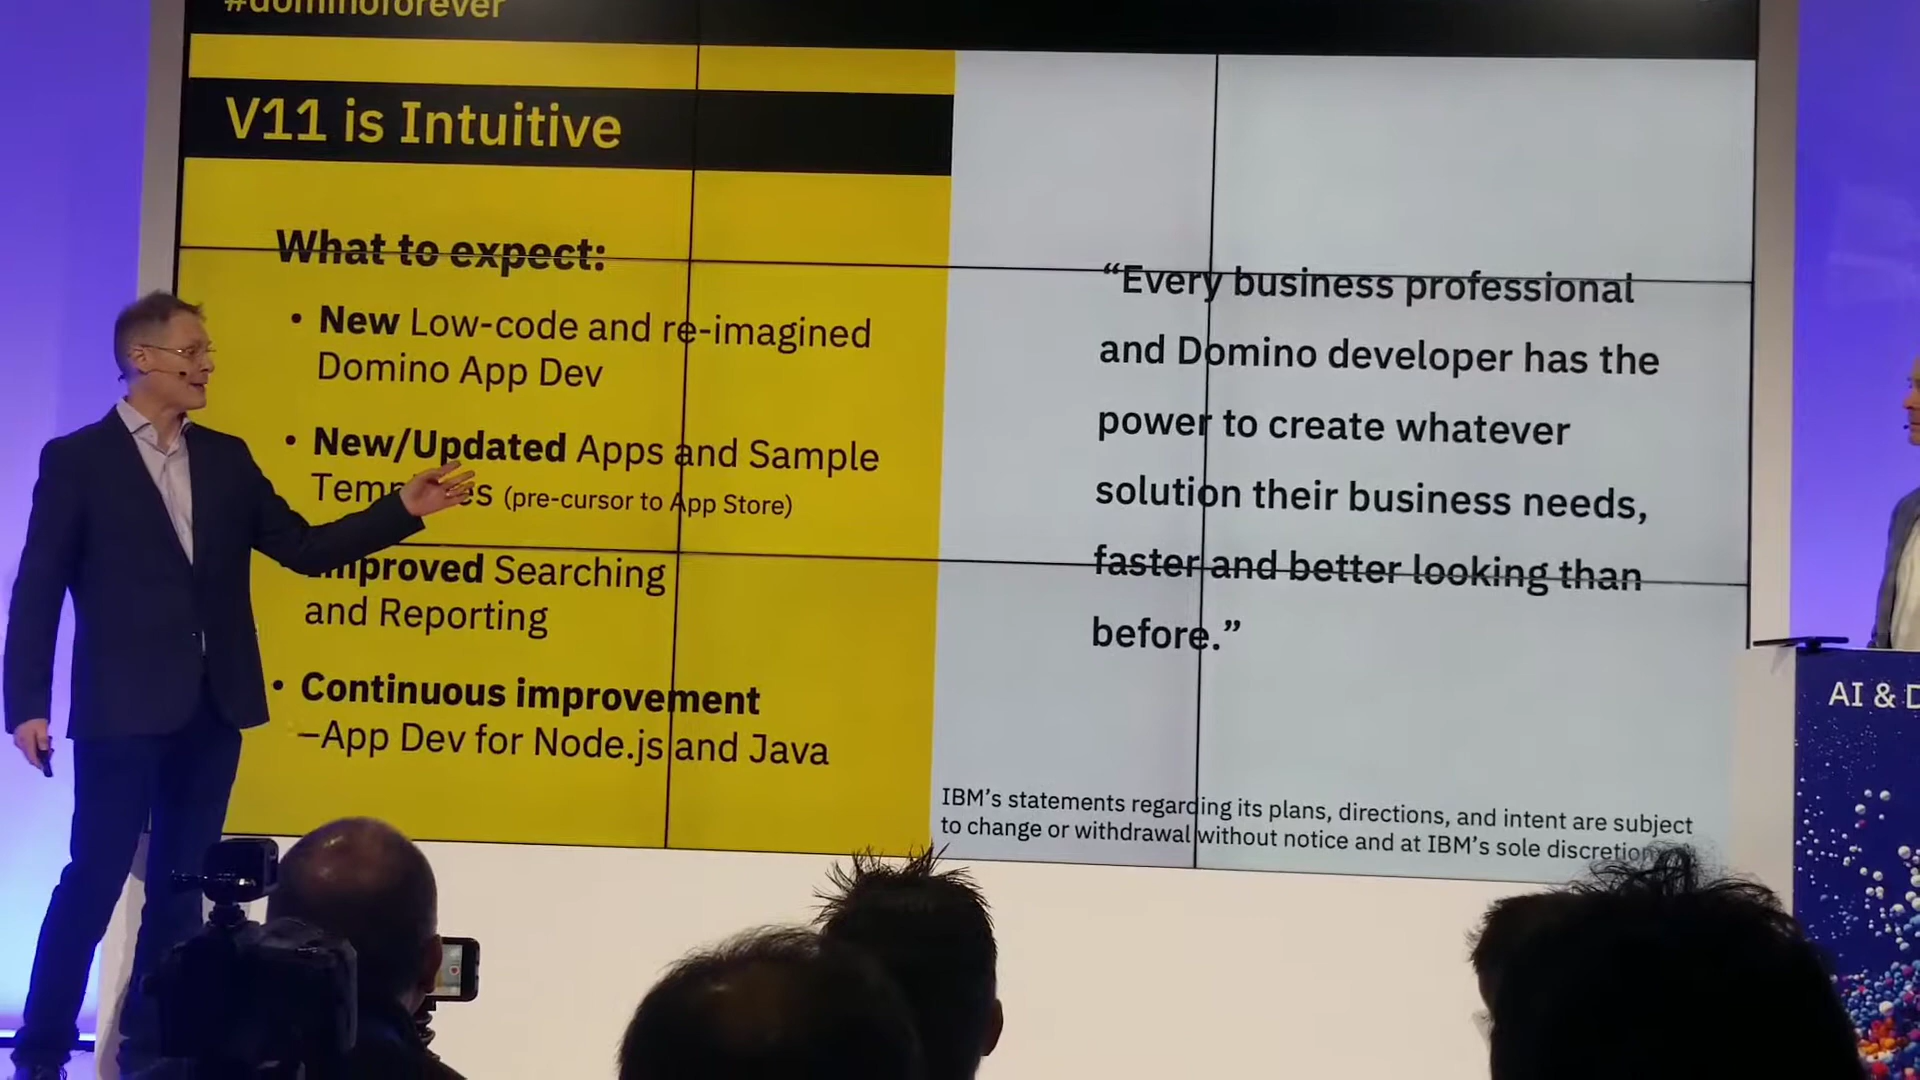 #dominoforever
V11 is Intuitive
What to expect:
• New Low-code and re-imagined
Domino App Dev
• New/Updated Apps and Sample
(pre-cursor to App Store)
Improved Searching
and Reporting
• Continuous improvement
–App Dev for Node.js and Java
“Every business professional
and Domino developer has the
power to create whatever
solution their business needs,
faster and better looking than
before.”
IBM’s statements regarding its plans, directions, and intent are subject
to change or withdrawal without notice and at IBM’s sole discretion
AI & D